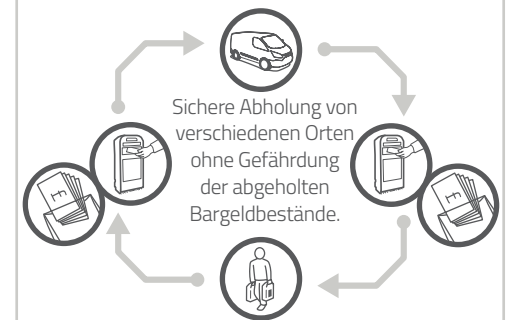 Sichere Abholung von
verschiedenen Orten
ohne Gefährdung
der abgeholten
Bargeldbestände.